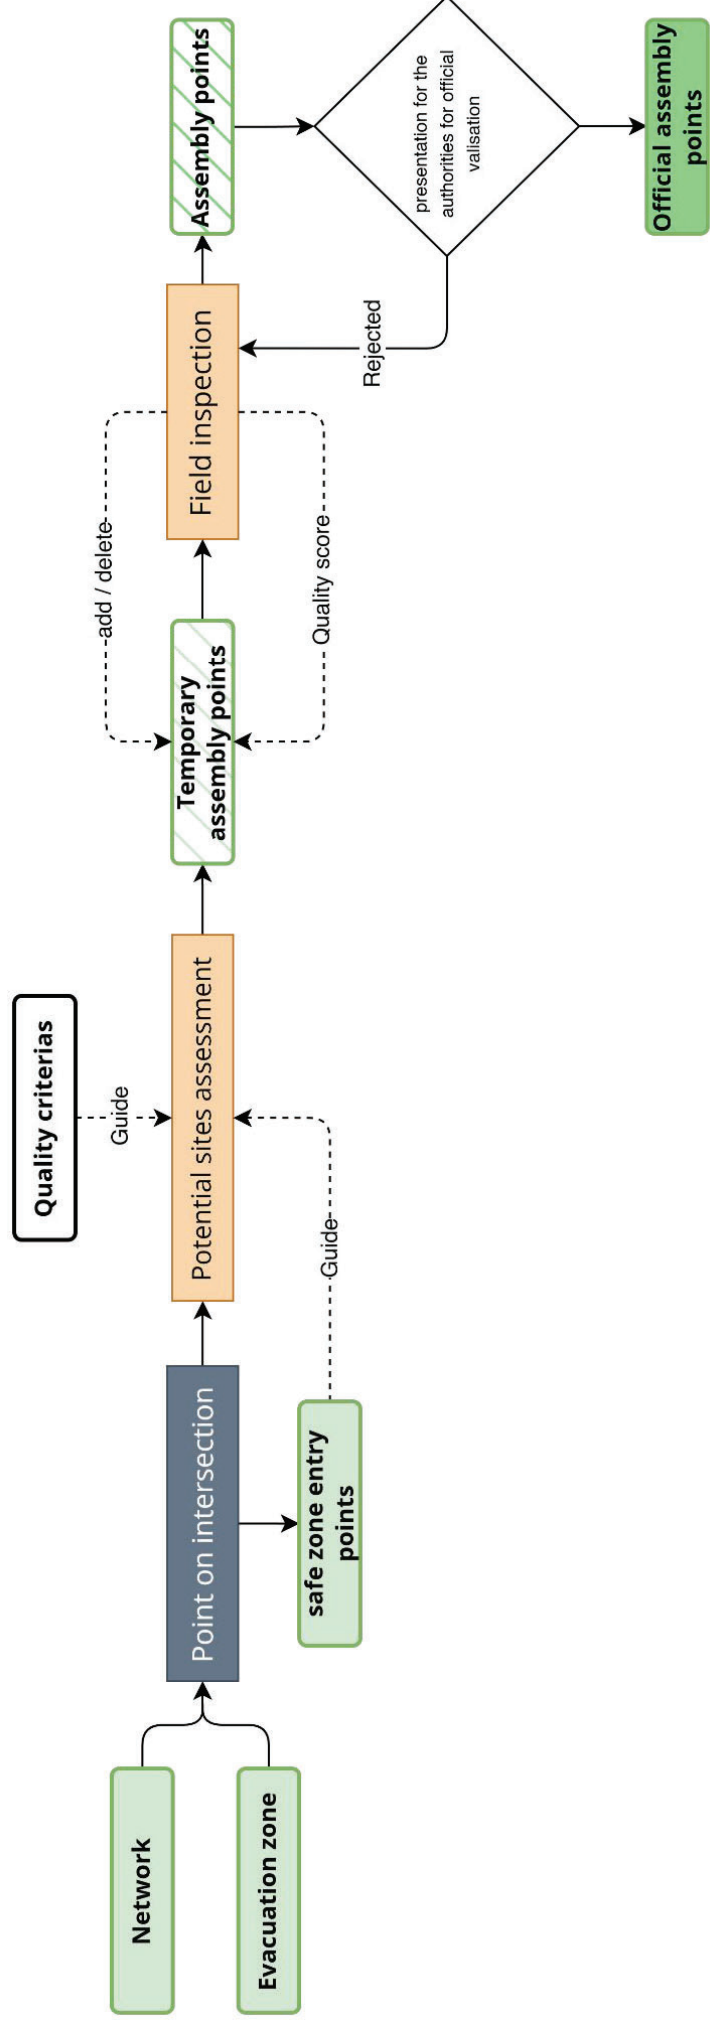 Network
Evacuation zone
Point on intersection
safe zone entry
points
Guide
Quality criterias
Guide
Potential sites assessment
Temporary
assembly points
add / delete
Quality score
Field inspection
Rejected
Assembly points
presentation for the
authorities for official
valisation
Official assembly
points